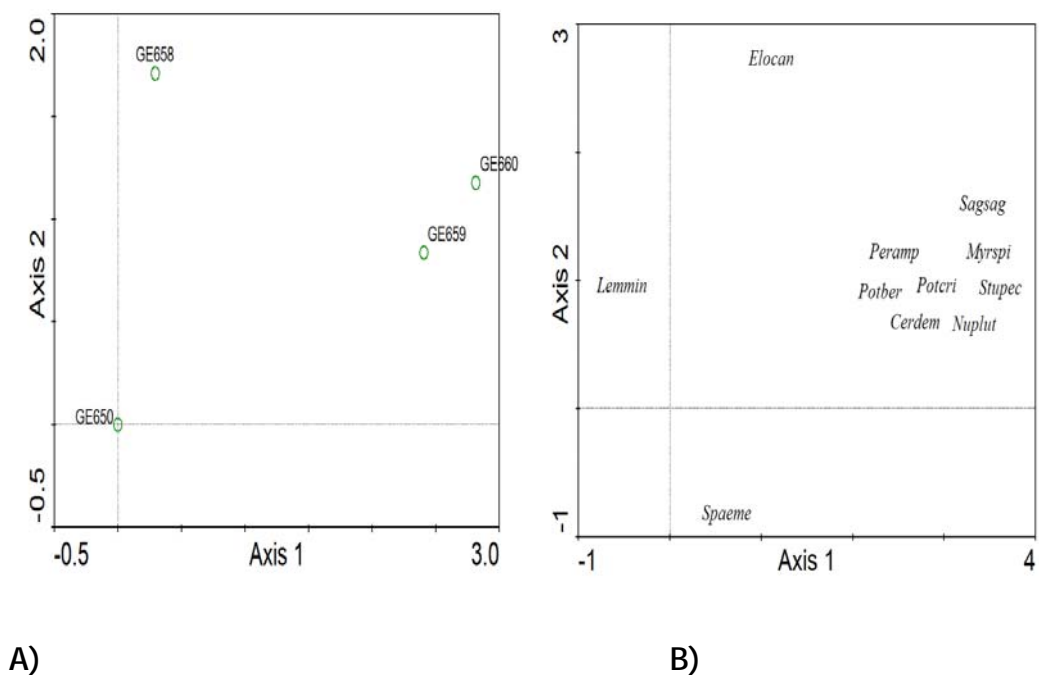 2.0
GE658
GE660
GE659
Axis 2
GE650
-0.5
-0.5
Axis 1
3.0
A)
3
Elocan
Sagsag
Peramp
Myrspi
Axis 2
Lemmin
Potber
Potcri
Stupec
Cerdem
Nuplut
Spaeme
-1
-1
Axis 1
4
B)